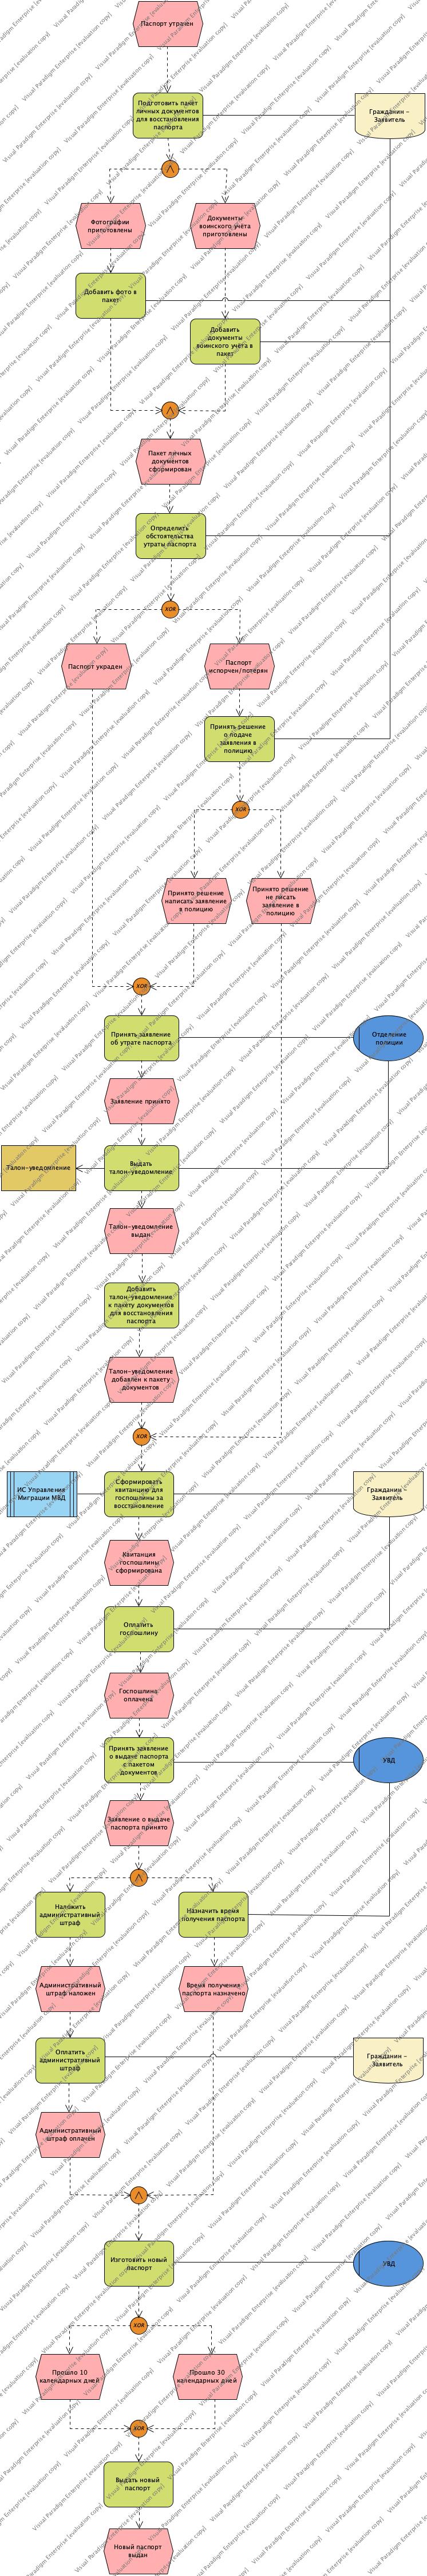 Паспорт утрачен
Подготовить пакет
личных документов
для восстановления
паспорта
Гражданин -
Заявитель
Фотографии
приготовлены
Документы
воинского учёта
приготовлены
Добавить фото в
пакет
Добавить
документы
воинского учёта в
пакет
Пакет личных
документов
сформирован
Определить
обстоятельства
утраты паспорта
XOR
Паспорт украден
Паспорт
испорчен/потерян
Принять решение
о подаче
заявления в
полицию
XOR
Принято решение
написать заявление
в полицию
Принято решение
не писать
заявление в
полицию
XOR
Принять заявление
об утрате паспорта
Отделение
полиции
Заявление принято
Талон-уведомление
Выдать
талон-уведомление
Талон-уведомление
выдан
Добавить
талон-уведомление
к пакету документов
для восстановления
паспорта
Талон-уведомление
добавлен к пакету
документов
XOR
ИС Управления
Миграции МВД
Сформировать
квитанцию для
госпошлины за
восстановление
Гражданин -
Заявитель
Квитанция
госпошлины
сформирована
Оплатить
госпошлину
Госпошлина
оплачена
Принять заявление
о выдаче паспорта
с пакетом
документов
УВД
Заявление о выдаче
паспорта принято
Наложить
административный
штраф
Назначить время
получения паспорта
Административный
штраф наложен
Время получения
паспорта назначено
Оплатить
административный
штраф
Гражданин -
Заявитель
Административный
штраф оплачен
Изготовить новый
паспорт
УВД
XOR
Прошло 10
календарных дней
Прошло 30
календарных дней
XOR
Выдать новый
паспорт
Новый паспорт
выдан
Visual Paradigm Enterprise [evaluation copy]